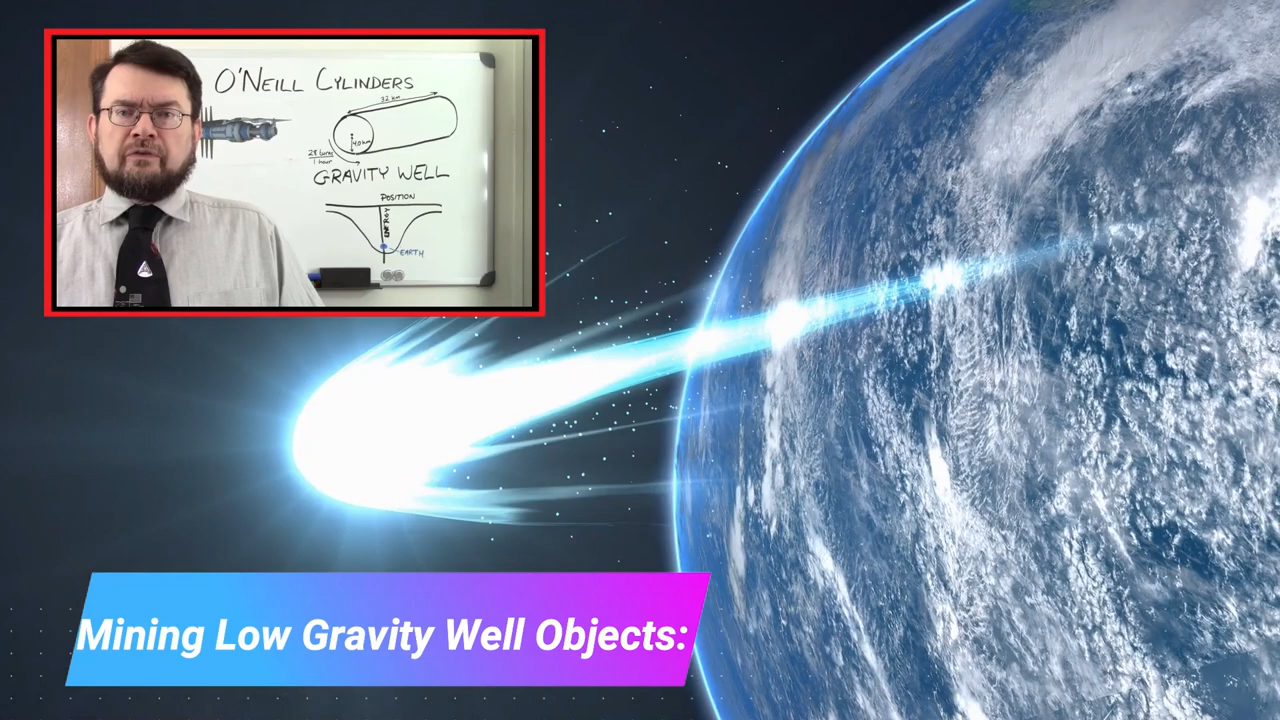 O'NEILL CYLINDERS
32 km
4.0 km
28 turns
1 hour
GRAVITY WELL
POSITION
ENERGY
EARTH
Mining Low Gravity Well Objects: